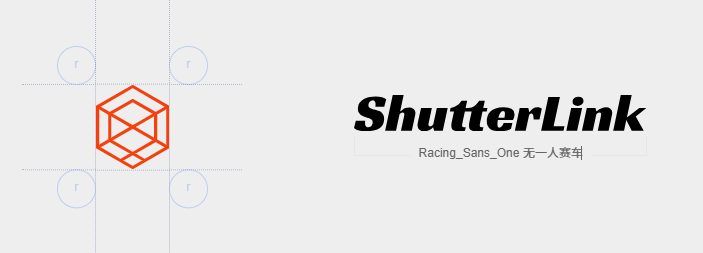 r
r
ShutterLink
Racing_Sans_One 无一人赛车
r
r